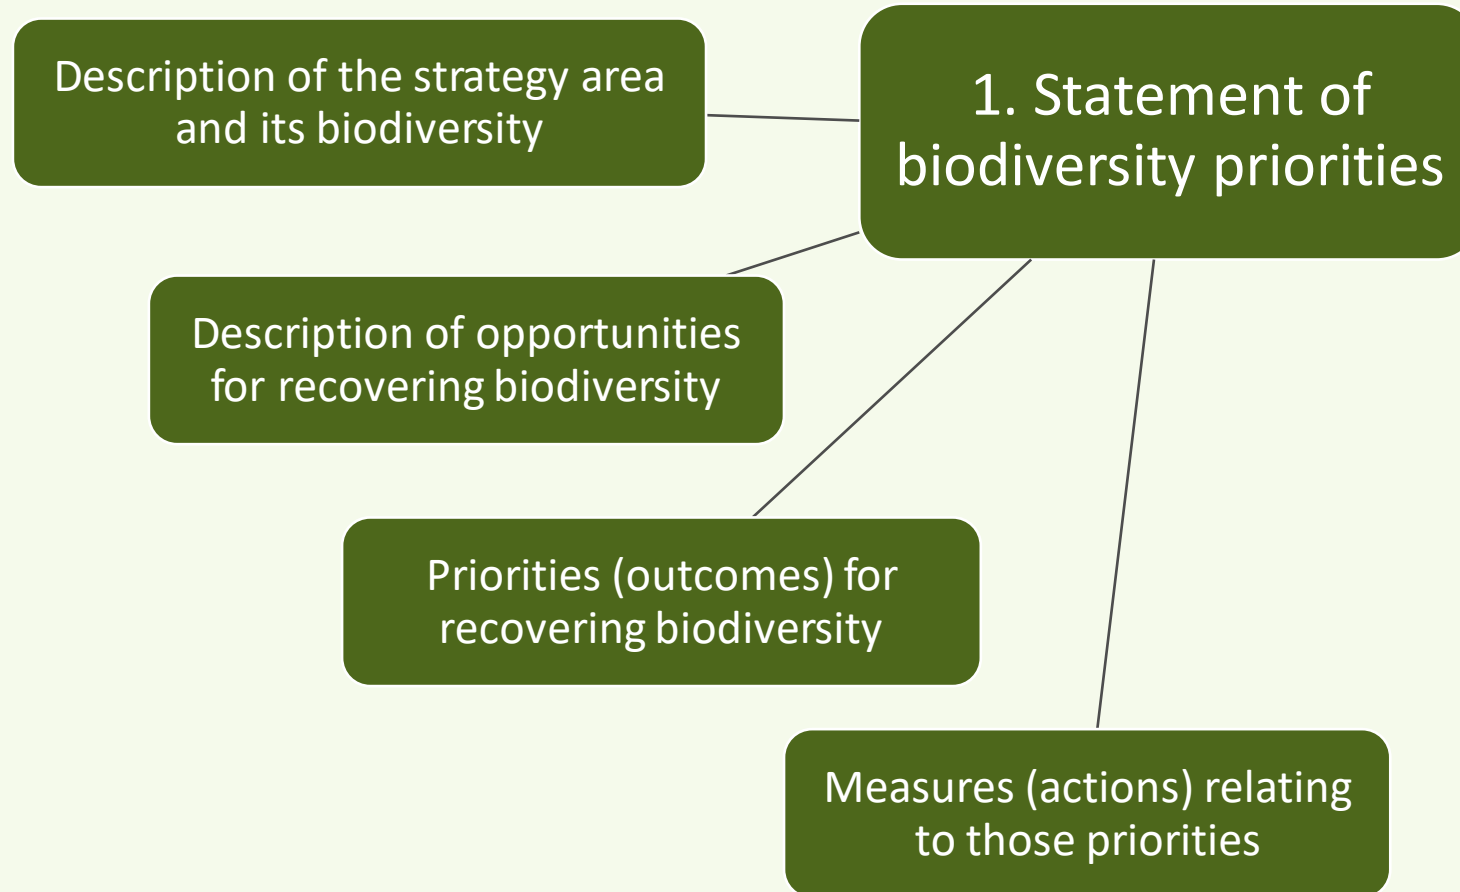 Description of the strategy area
and its biodiversity
1. Statement of
biodiversity priorities
Description of opportunities
for recovering biodiversity
Priorities (outcomes) for
recovering biodiversity
Measures (actions) relating
to those priorities